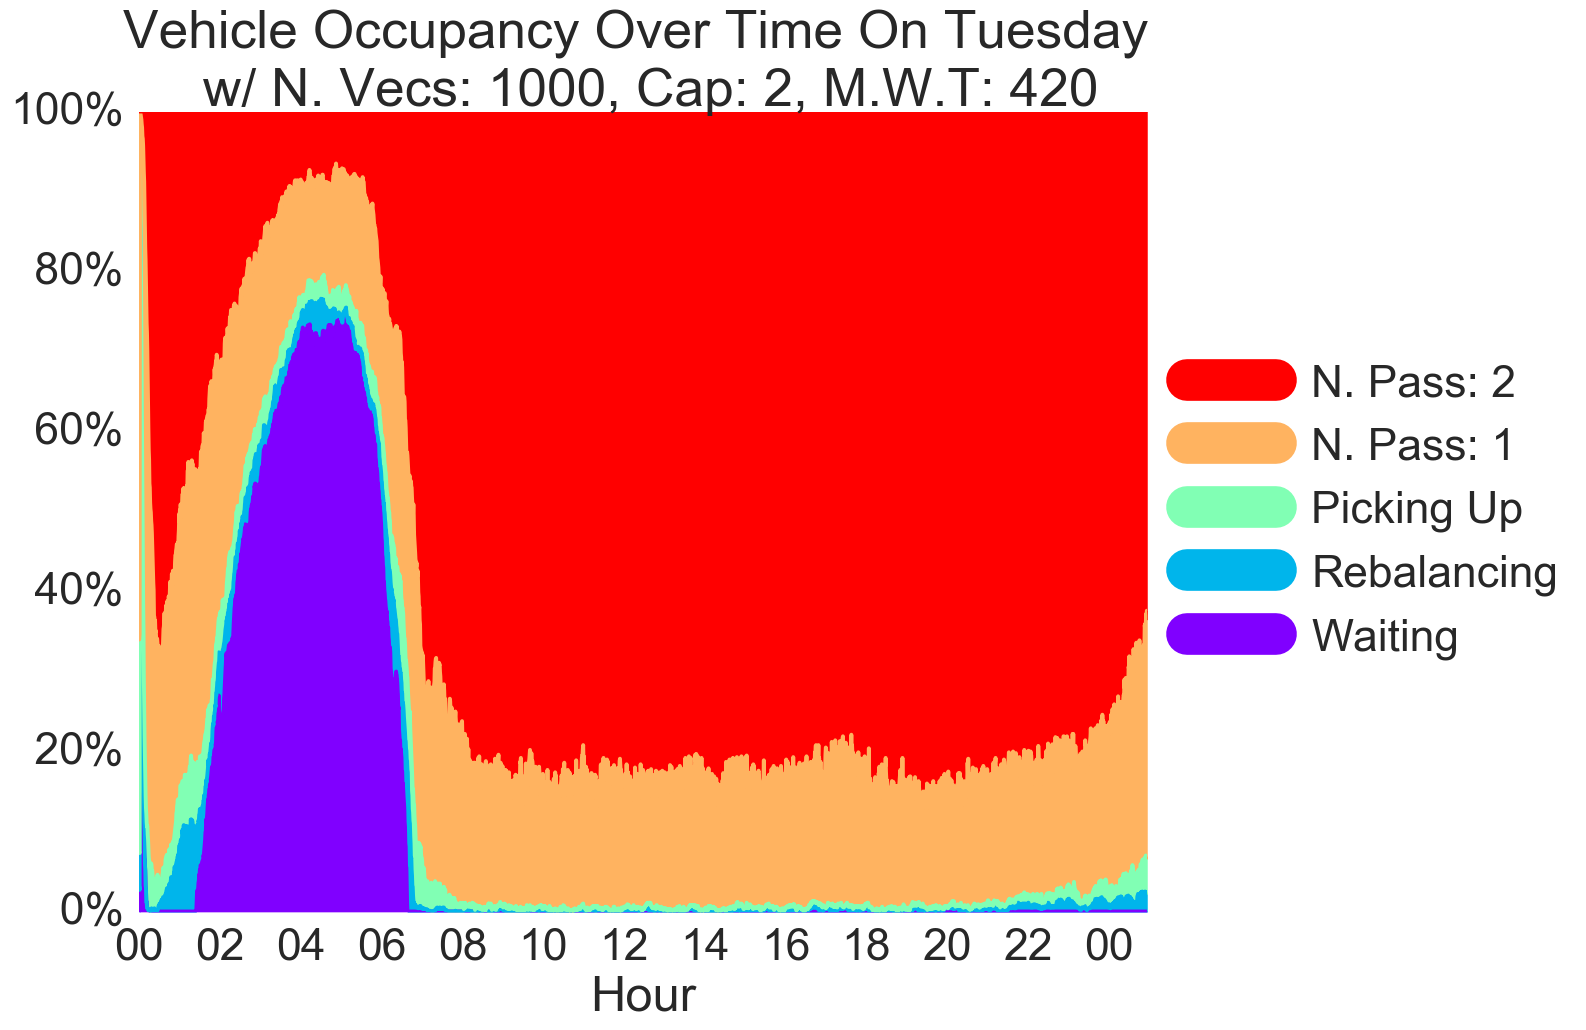 Vehicle Occupancy Over Time On Tuesday
w/ N. Vecs: 1000, Cap: 2, M.W.T: 420
100%
80%
60%
40%
20%
0%
00 02 04 06 08 10 12 14 16 18 20 22 00
Hour
N. Pass: 2
N. Pass: 1
Picking Up
Rebalancing
Waiting